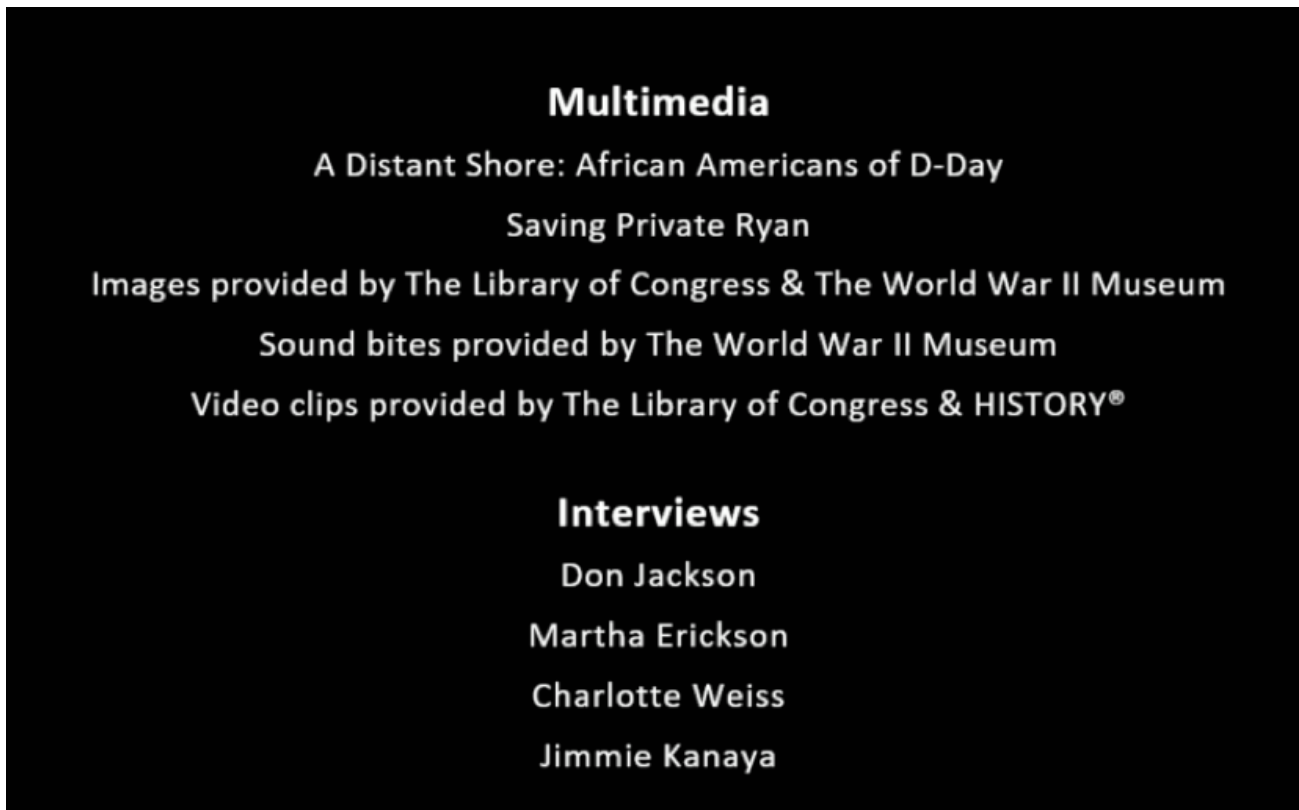 Multimedia
A Distant Shore: African Americans of D-Day
Saving Private Ryan
Images provided by The Library of Congress & The World War II Museum
Sound bites provided by The World War II Museum
Video clips provided by The Library of Congress & HISTORY®
Interviews
Don Jackson
Martha Erickson
Charlotte Weiss
Jimmie Kanaya